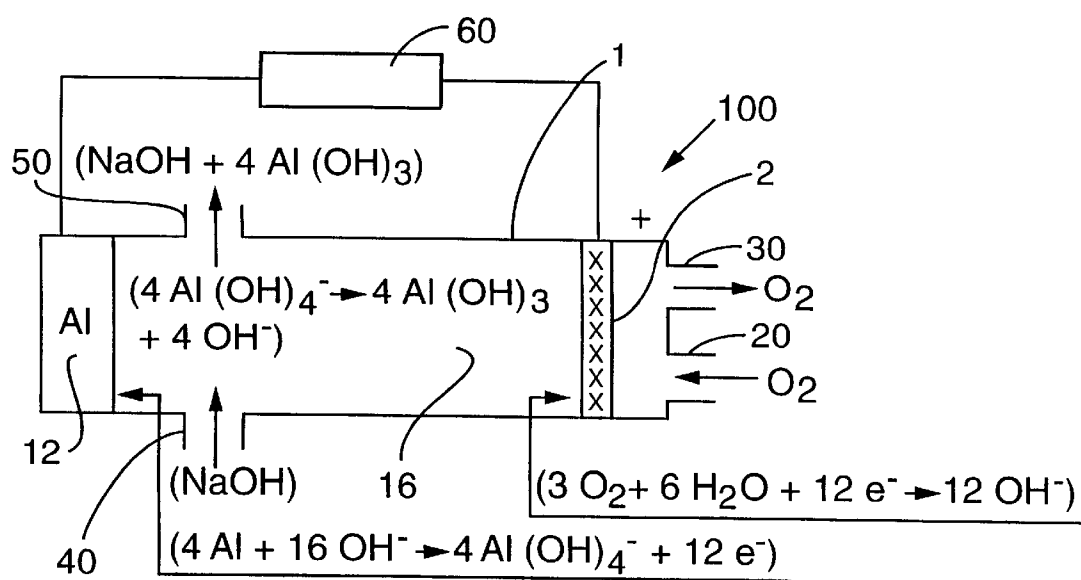 60
1
100
50 (NaOH + 4 Al (OH)₃)
2
+
30
(4 Al (OH)₄⁻→4 Al (OH)₃
O₂
Al
+ 4 OH⁻)
X
X
X
X
X
X
X
20
O₂
12
40
(NaOH)
16
(3 O₂+ 6 H₂O + 12 e⁻→12 OH⁻)
(4 Al + 16 OH⁻→4 Al (OH)₄⁻ + 12 e⁻)